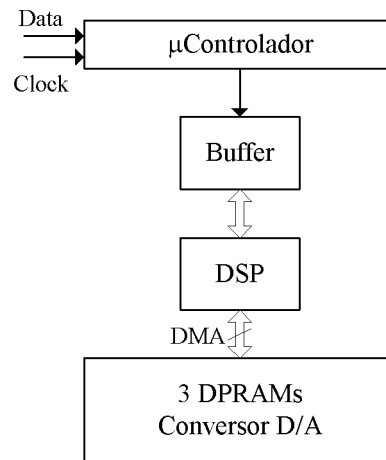 Data
Clock
μControlador
Buffer
DSP
DMA
3 DPRAMs
Conversor D/A